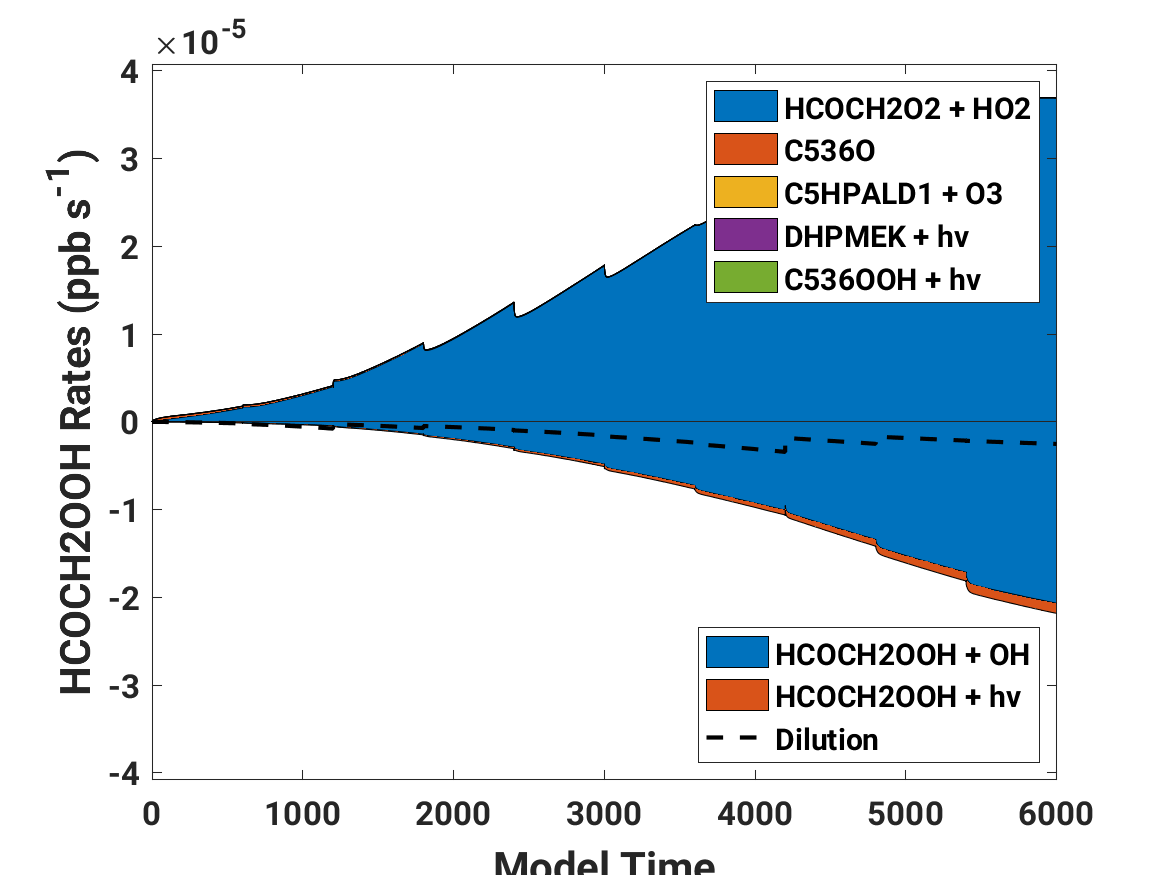 ×10^-5
4
3
2
1
0
-1
-2
-3
-4
HCOCH2OOH Rates (ppb s^-1)
HCOCH2O2 + HO2
C536O
C5HPALD1 + O3
DHPMEK + hv
C536OOH + hv
HCOCH2OOH + OH
HCOCH2OOH + hv
Dilution
0 1000 2000 3000 4000 5000 6000
Model Time